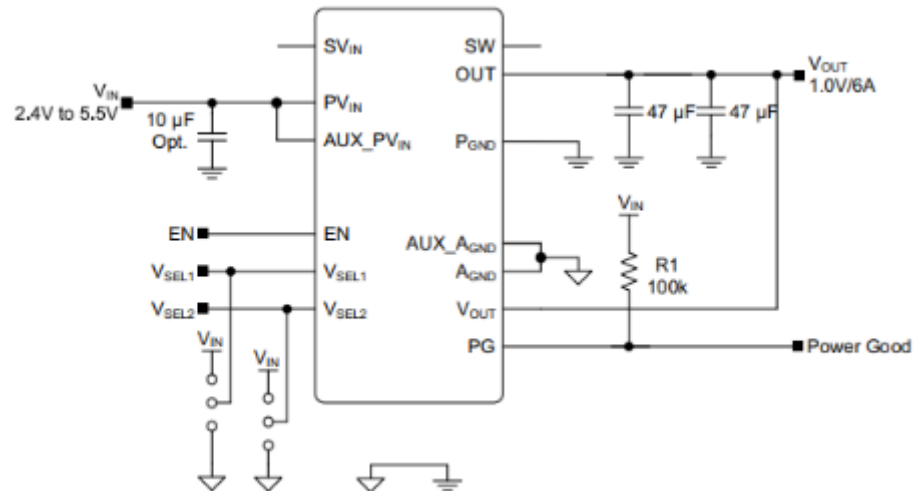 SVIN
SW
OUT
VOUT
1.0V/6A
VIN
2.4V to 5.5V
PVIN
10 µF
Opt.
47 µF
47 µF
AUX_PVIN
PGND
VIN
EN
EN
AUX_AGND
R1
100k
VSEL1
VSEL1
AGND
VSEL2
VSEL2
VOUT
VIN
VIN
PG
Power Good